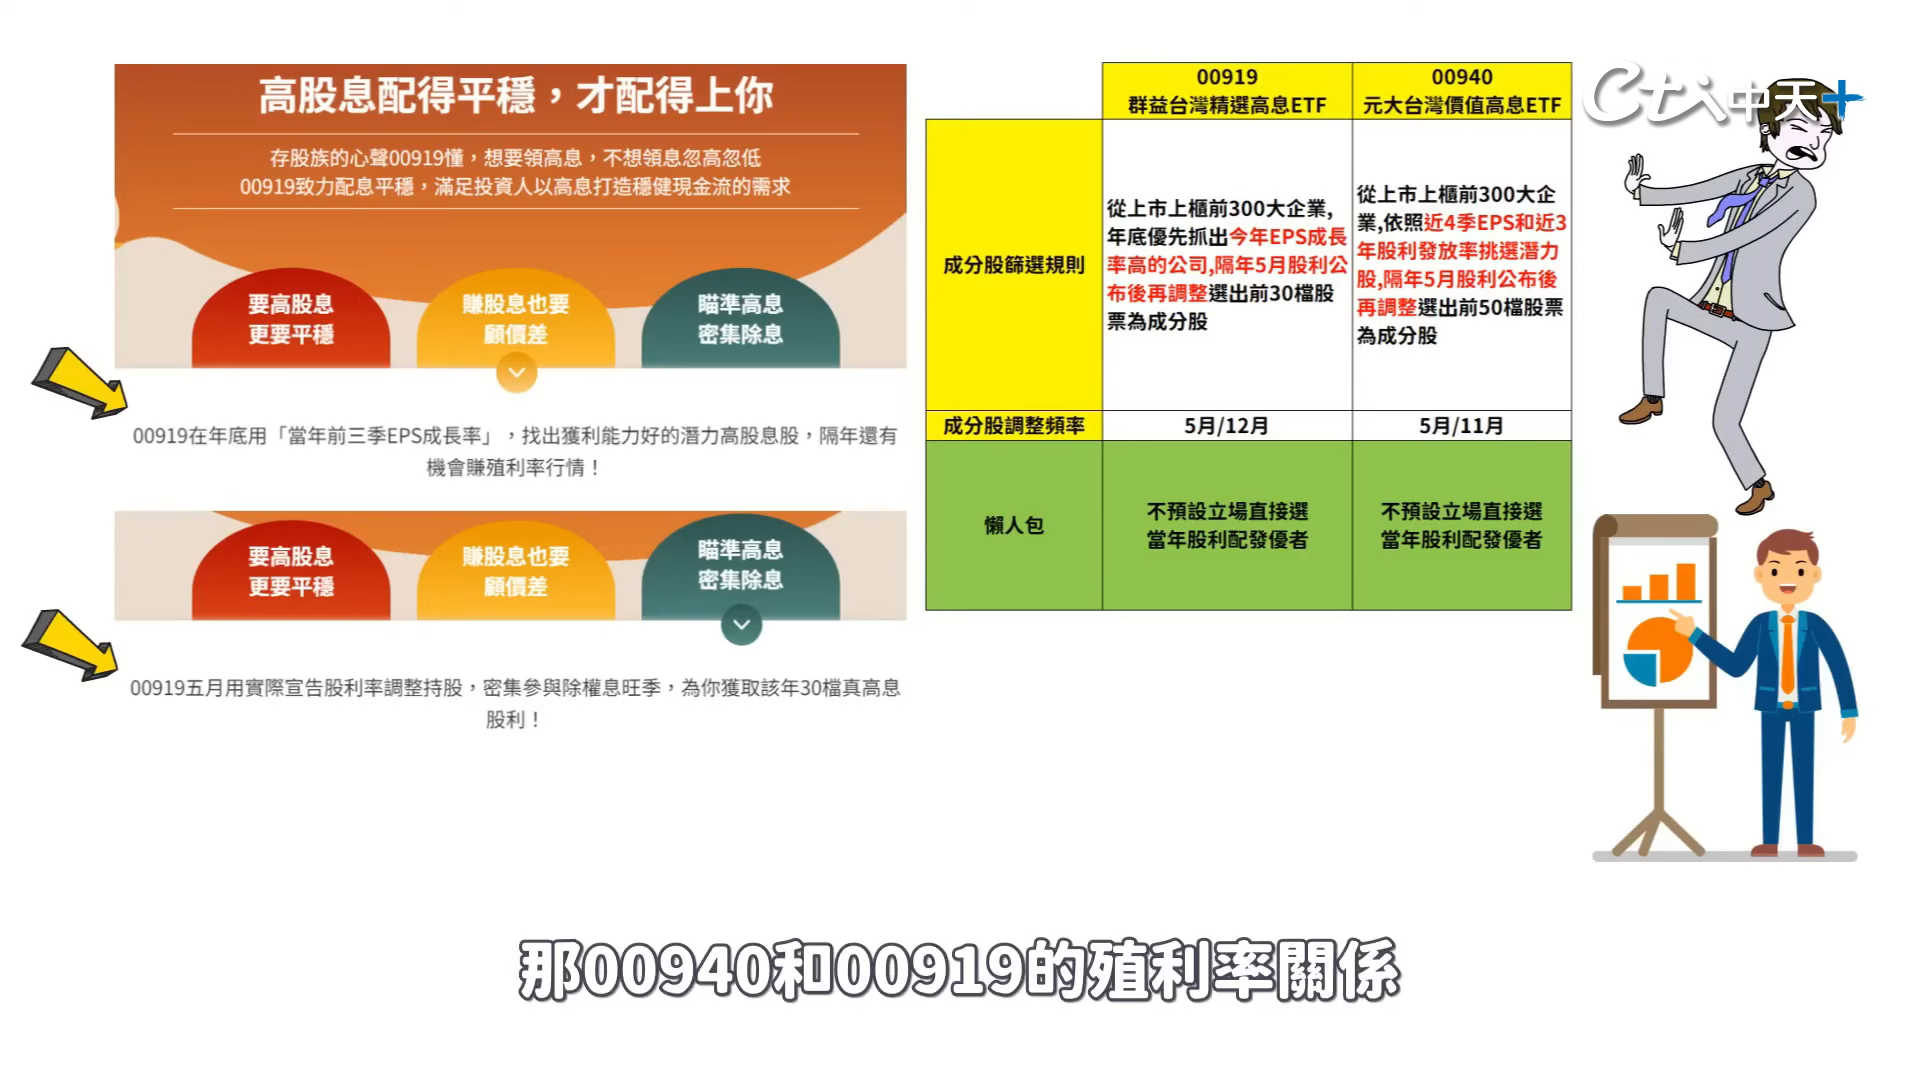 高股息配得平穩，才配得上你
存股族的心聲00919懂，想要領高息，不想領息忽高忽低
00919致力配息平穩，滿足投資人以高息打造穩健現金流的需求
要高股息
更要平穩
賺股息也要
顧價差
瞄準高息
密集除息
00919在年底用「當年前三季EPS成長率」，找出獲利能力好的潛力高股息股，隔年還有
機會賺殖利率行情！
要高股息
更要平穩
賺股息也要
顧價差
瞄準高息
密集除息
00919五月用實際宣告股利率調整持股，密集參與除權息旺季，為你獲取該年30檔真高息
股利！
00919
群益台灣精選高息ETF
00940
元大台灣價值高息ETF
成分股篩選規則
從上市上櫃前300大企業,
年底優先抓出今年EPS成長
率高的公司,隔年5月股利公
布後再調整選出前30檔股
票為成分股
從上市上櫃前300大企
業,依照近4季EPS和近3
年股利發放率挑選潛力
股,隔年5月股利公布後
再調整選出前50檔股票
為成分股
成分股調整頻率
5月/12月
5月/11月
懶人包
不預設立場直接選
當年股利配發優者
不預設立場直接選
當年股利配發優者
cti中天+
那00940和00919的殖利率關係